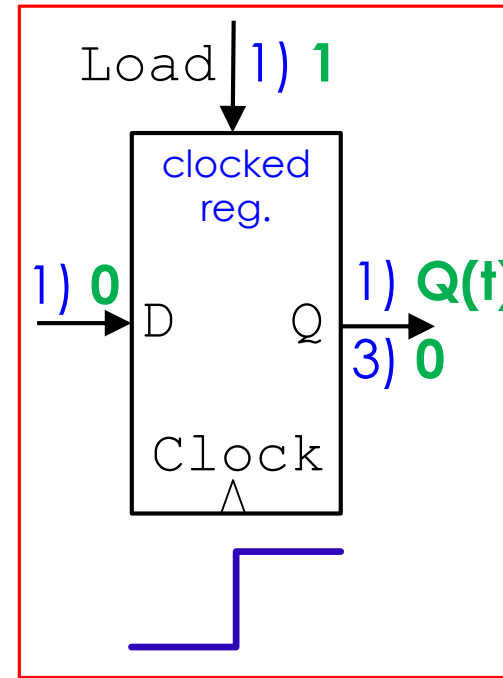 Load 1) 1
clocked
reg.
1) 0
1) Q(t)
D
Q
3) 0
Clock